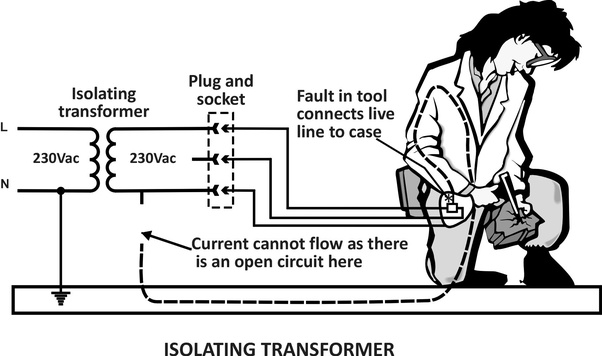 Isolating
transformer
Plug and
socket
Fault in tool
connects live
line to case
L
230Vac
230Vac
N
Current cannot flow as there
is an open circuit here
ISOLATING TRANSFORMER